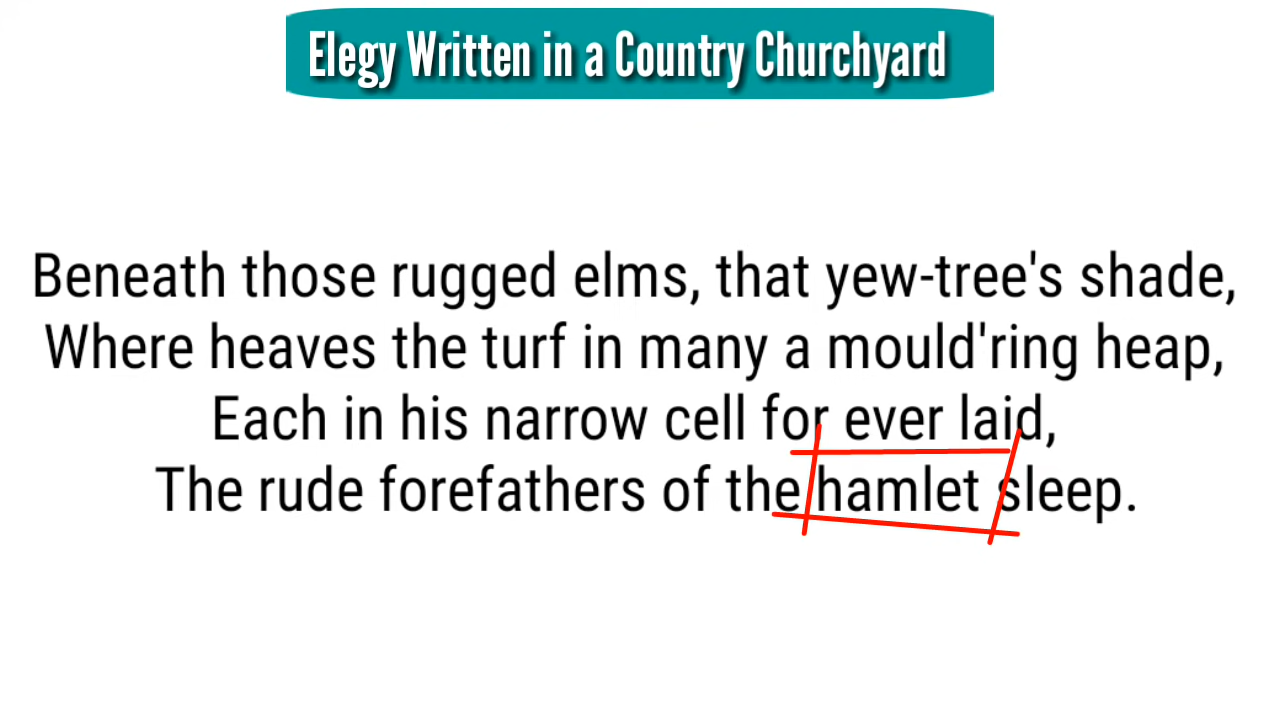 Elegy Written in a Country Churchyard
Beneath those rugged elms, that yew-tree's shade,
Where heaves the turf in many a mould'ring heap,
Each in his narrow cell for ever laid,
The rude forefathers of the hamlet sleep.